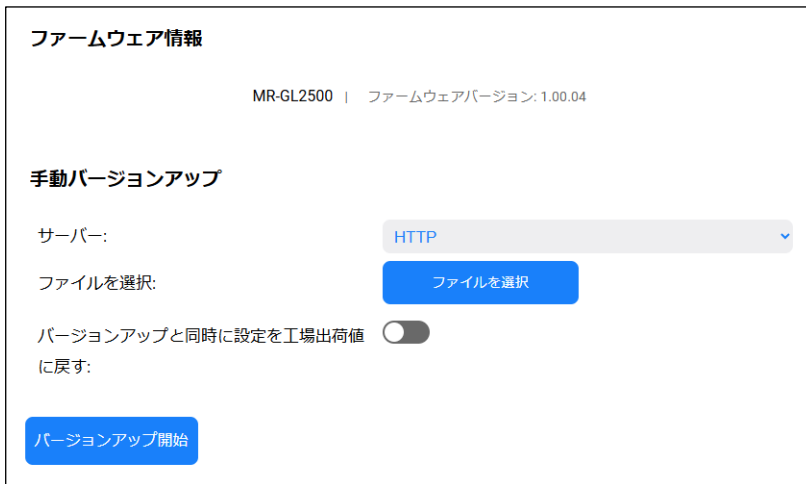 ファームウェア情報
MR-GL2500 | ファームウェアバージョン: 1.00.04
手動バージョンアップ
サーバー: HTTP
ファイルを選択: ファイルを選択
バージョンアップと同時に設定を工場出荷値
に戻す:
バージョンアップ開始